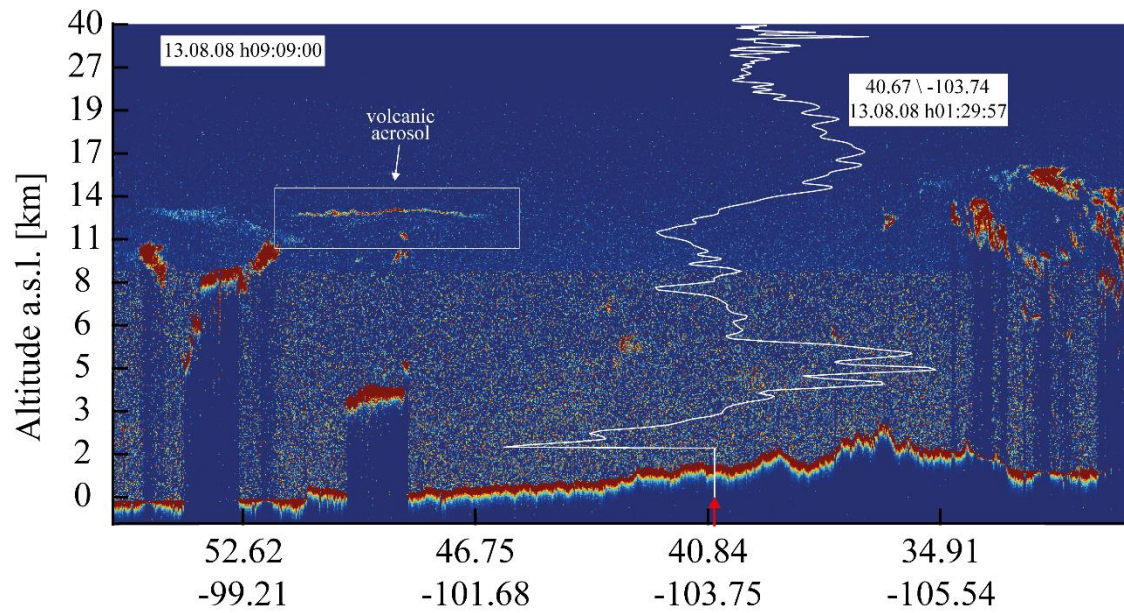 40
27
19
17
14
11
8
6
5
3
2
0
Altitude a.s.l. [km]
13.08.08 h09:09:00
volcanic
aerosol
40.67 \ -103.74
13.08.08 h01:29:57
52.62 46.75 40.84 34.91
-99.21 -101.68 -103.75 -105.54